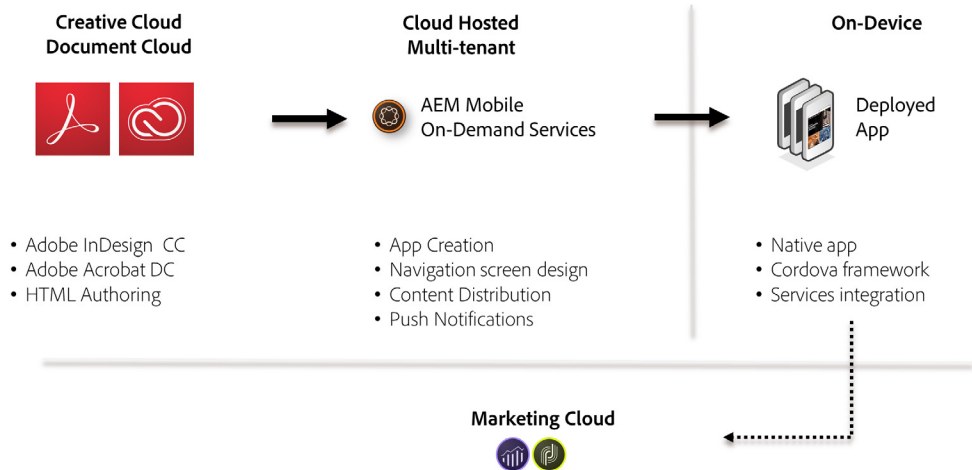 Creative Cloud
Document Cloud
Cloud Hosted
Multi-tenant
On-Device
AEM Mobile
On-Demand Services
Deployed
App
• Adobe InDesign CC
• Adobe Acrobat DC
• HTML Authoring
• App Creation
• Navigation screen design
• Content Distribution
• Push Notifications
• Native app
• Cordova framework
• Services integration
Marketing Cloud